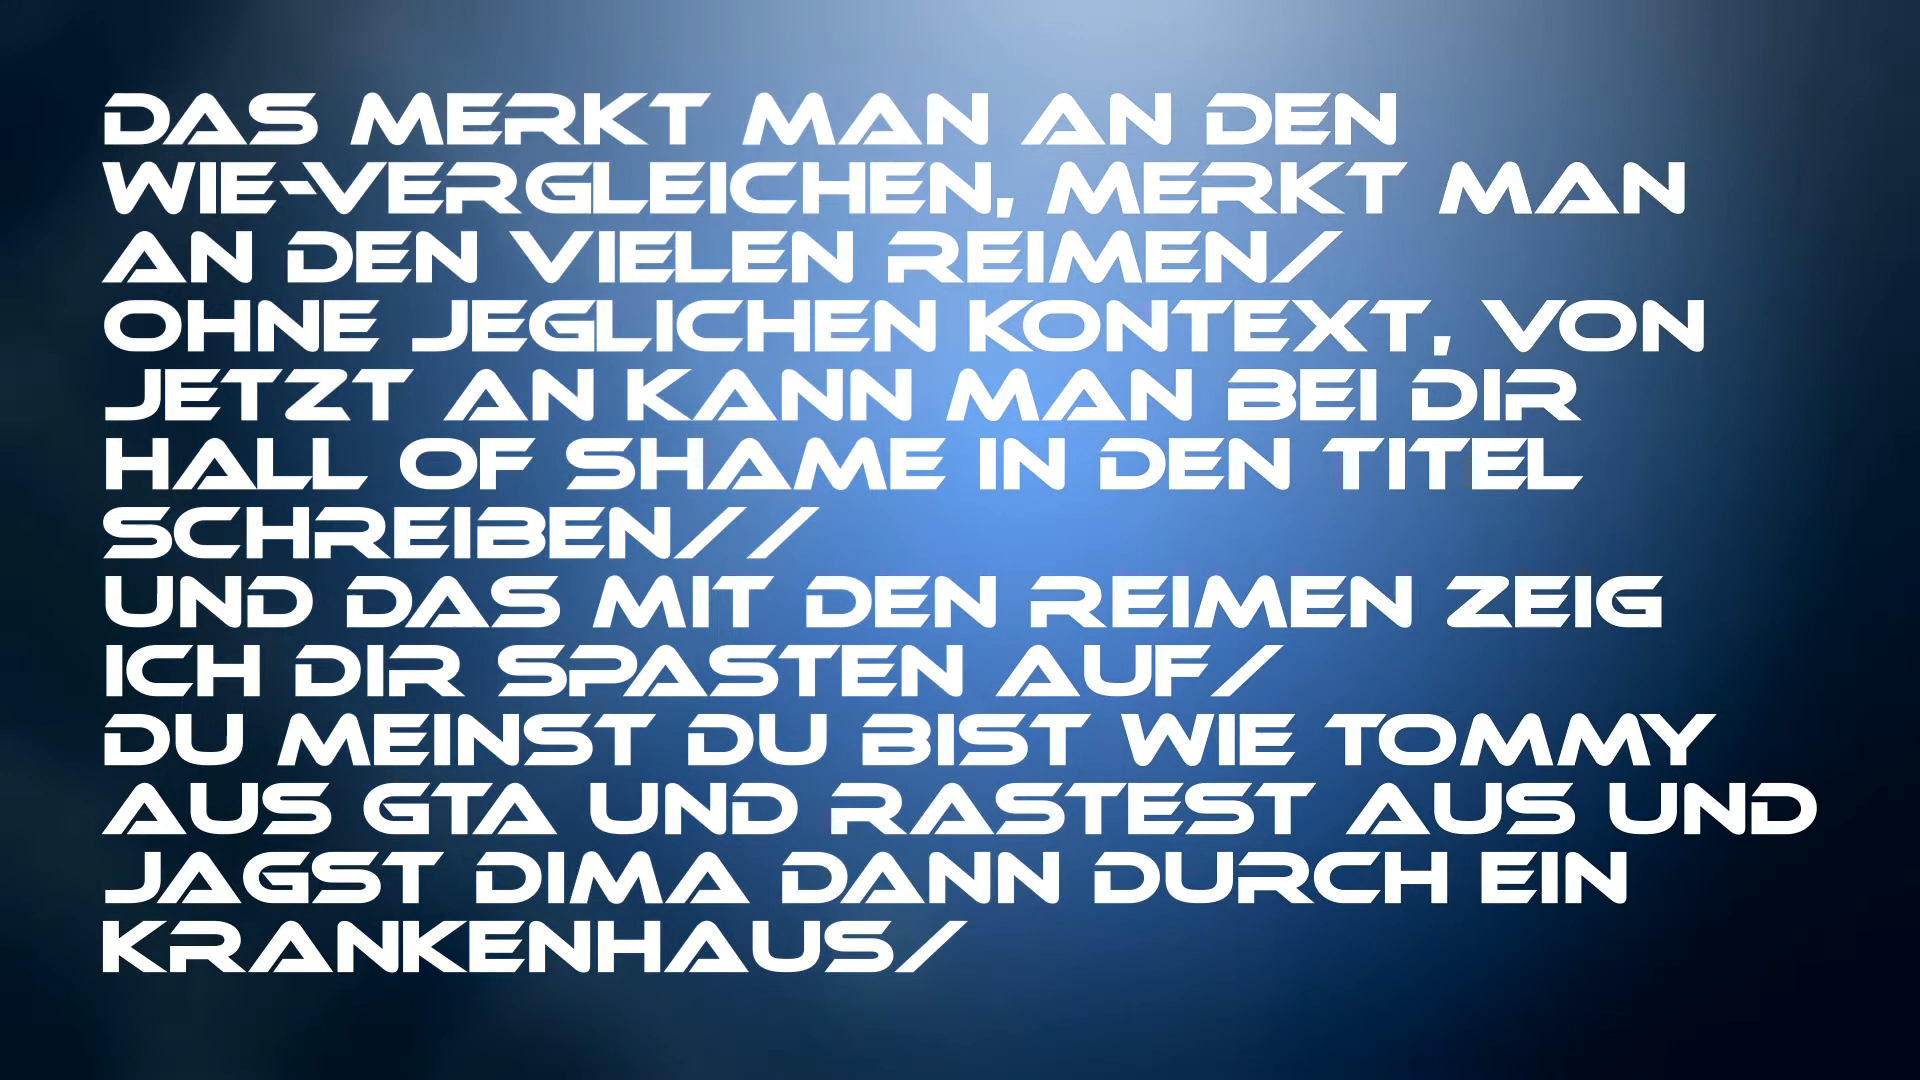 DAS MERKT MAN AN DEN
WIE-VERGLEICHEN, MERKT MAN
AN DEN VIELEN REIMEN/
OHNE JEGLICHEN KONTEXT, VON
JETZT AN KANN MAN BEI DIR
HALL OF SHAME IN DEN TITEL
SCHREIBEN//
UND DAS MIT DEN REIMEN ZEIG
ICH DIR SPASTEN AUF/
DU MEINST DU BIST WIE TOMMY
AUS GTA UND RASTEST AUS UND
JAGST DIMA DANN DURCH EIN
KRANKENHAUS/